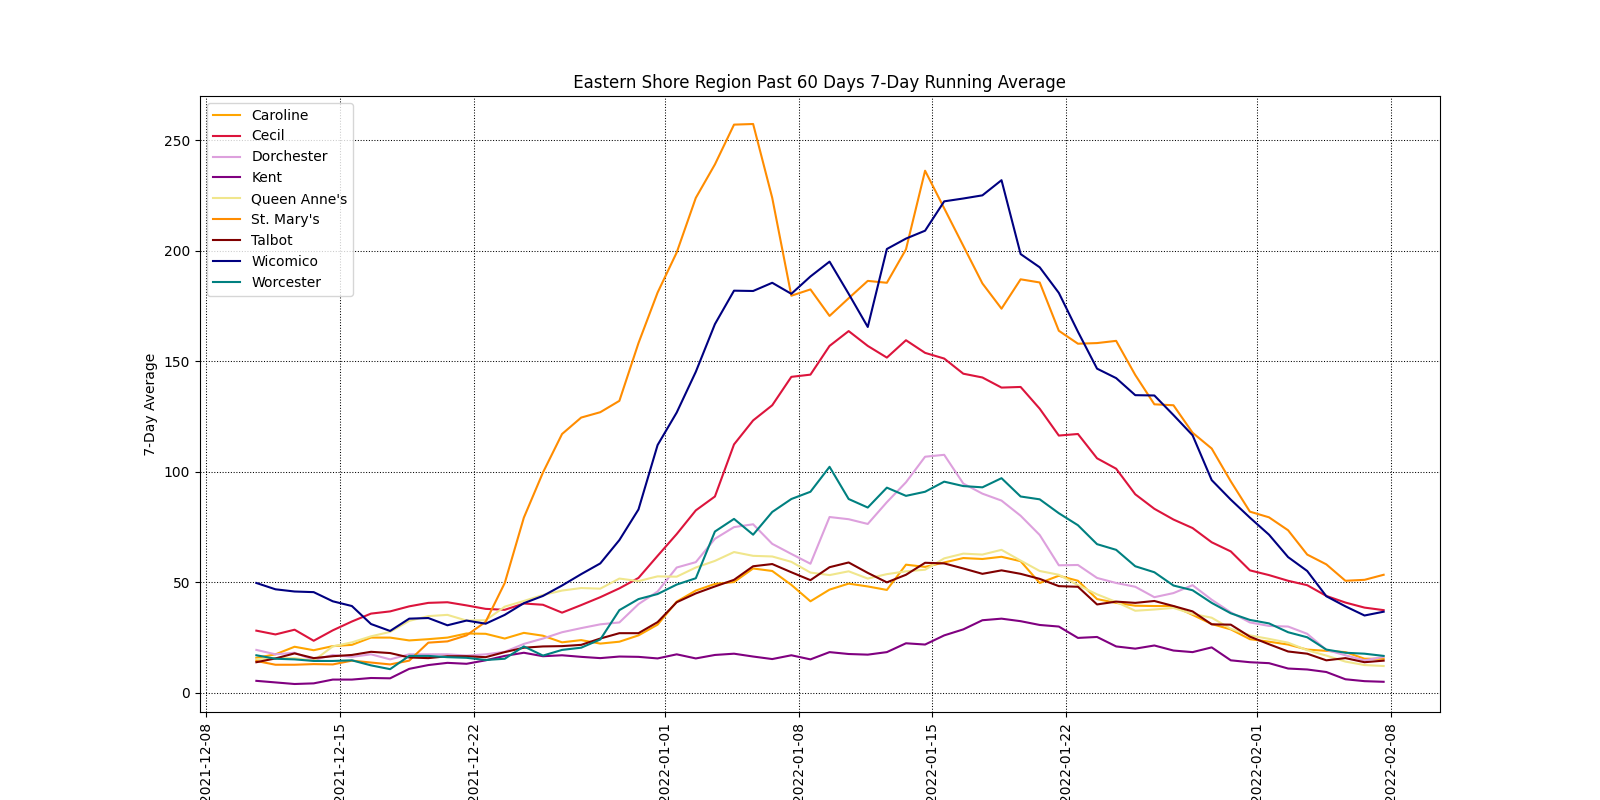 Eastern Shore Region Past 60 Days 7-Day Running Average
Caroline
Cecil
Dorchester
Kent
Queen Anne's
St. Mary's
Talbot
Wicomico
Worcester
7-Day Average
250
200
150
100
50
0
2021-12-08
2021-12-15
2021-12-22
2022-01-01
2022-01-08
2022-01-15
2022-01-22
2022-02-01
2022-02-08